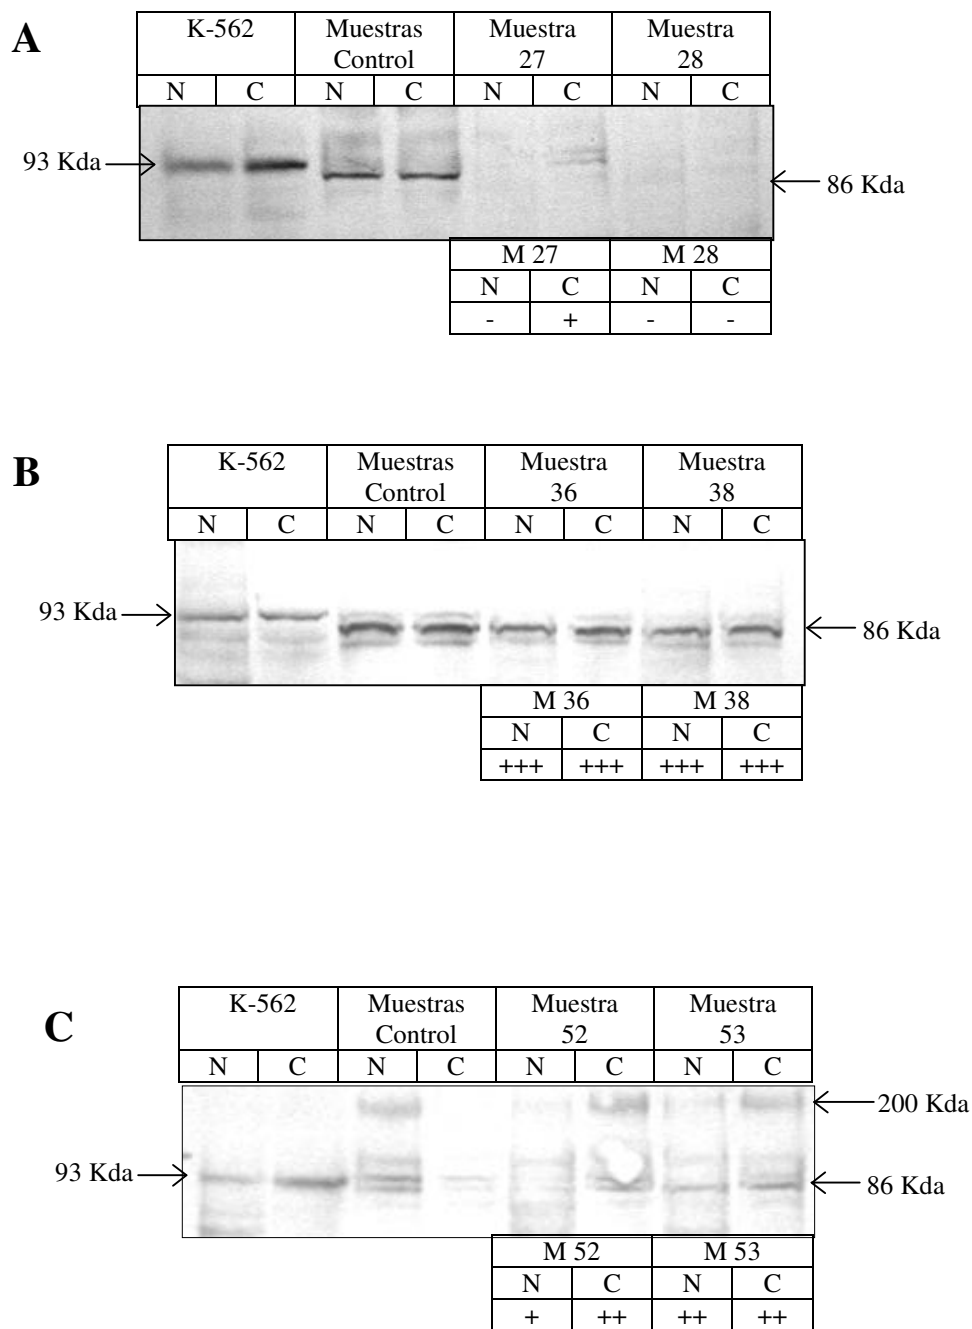 A
K-562 Muestras Control Muestra 27 Muestra 28
N C N C N C N C
93 Kda
86 Kda
M 27 M 28
N C N C
- + - -
B
K-562 Muestras Control Muestra 36 Muestra 38
N C N C N C N C
93 Kda
86 Kda
M 36 M 38
N C N C
+++ +++ +++ +++
C
K-562 Muestras Control Muestra 52 Muestra 53
N C N C N C N C
200 Kda
93 Kda
86 Kda
M 52 M 53
N C N C
+ ++ ++ ++